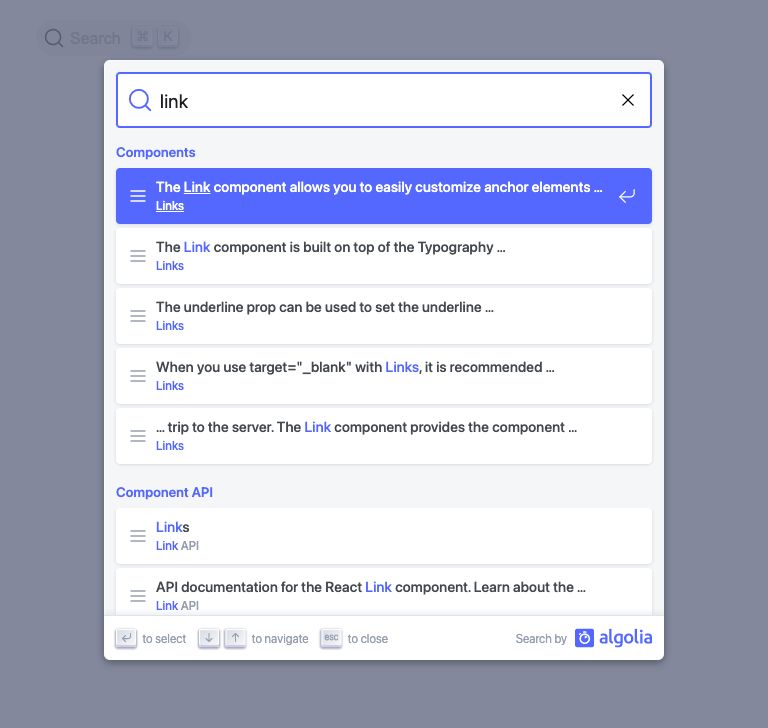 Search ⌘ K
link
Components
The Link component allows you to easily customize anchor elements ...
Links
The Link component is built on top of the Typography ...
Links
The underline prop can be used to set the underline ...
Links
When you use target="_blank" with Links, it is recommended ...
Links
... trip to the server. The Link component provides the component ...
Links
Component API
Links
Link API
API documentation for the React Link component. Learn about the ...
Link API
to select to navigate esc to close Search by algolia